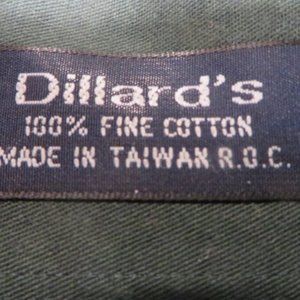 Dillard's
100% FINE COTTON
MADE IN TAIWAN R.O.C.